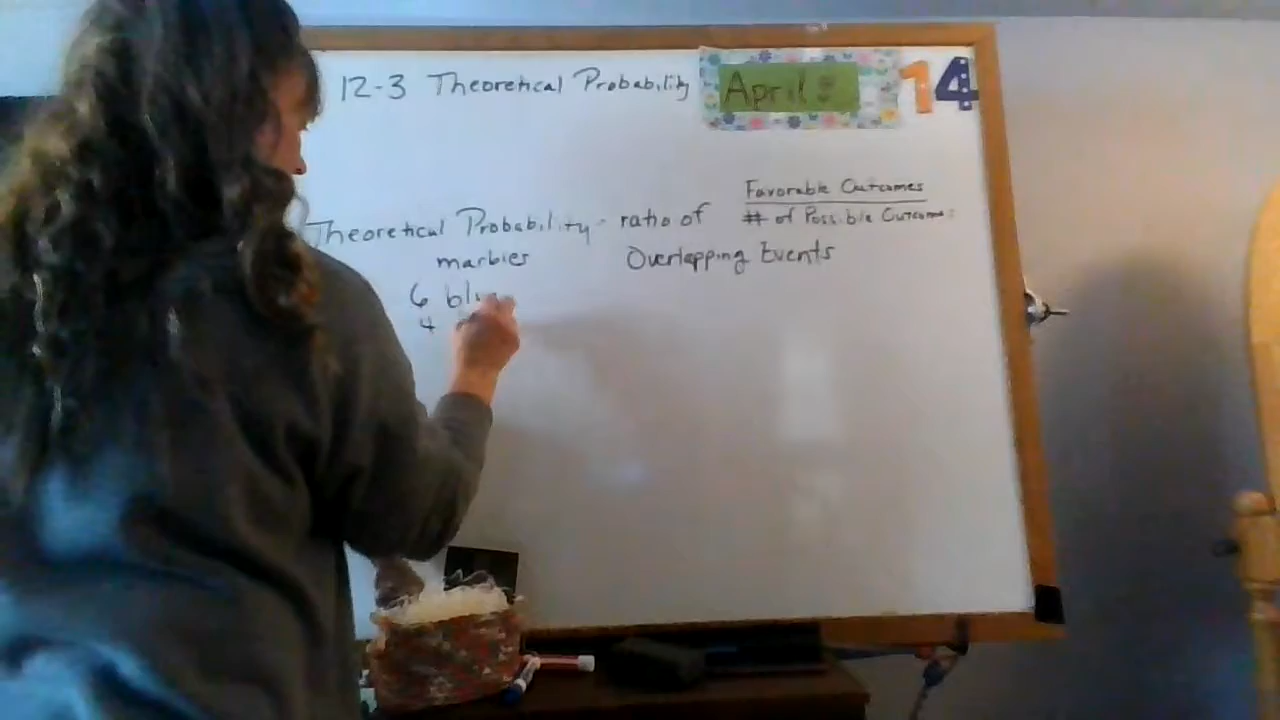 12-3 Theoretical Probability
April 14
Favorable Outcomes
Theoretical Probability - ratio of # of Possible Outcomes
marbles Overlapping Events
6 blu
4